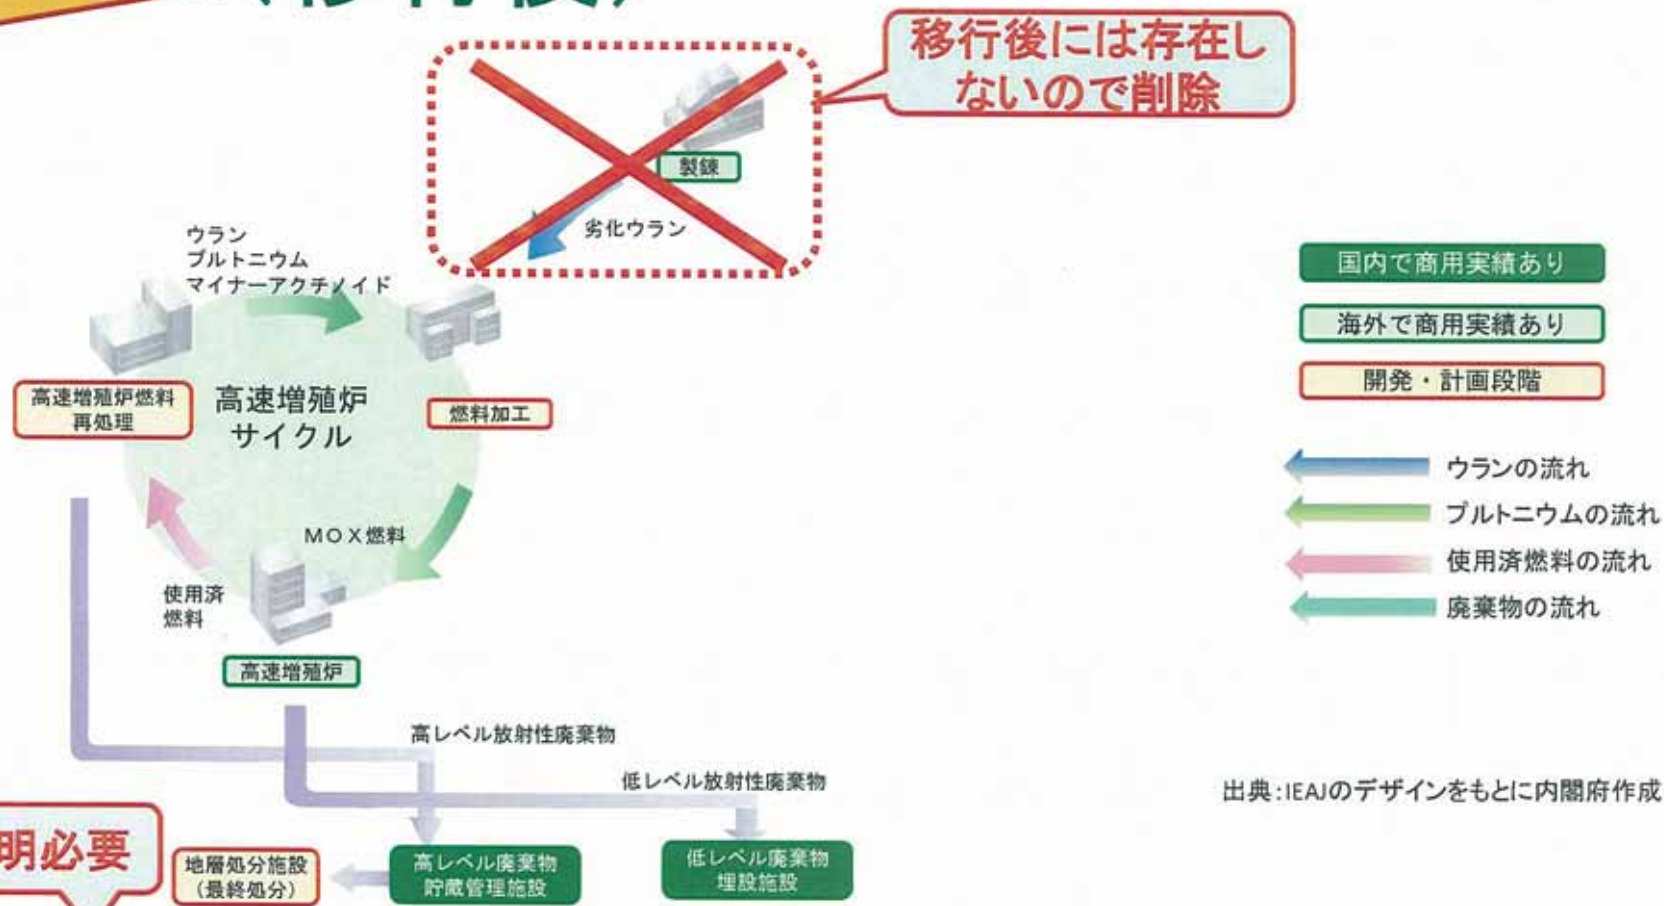 移行後には存在し
ないので削除
製錬
劣化ウラン
ウラン
プルトニウム
マイナーアクチノイド
高速増殖炉燃料
再処理
高速増殖炉
サイクル
燃料加工
MOX燃料
使用済
燃料
高速増殖炉
高レベル放射性廃棄物
低レベル放射性廃棄物
明必要
地層処分施設
(最終処分)
高レベル廃棄物
貯蔵管理施設
低レベル廃棄物
埋設施設
国内で商用実績あり
海外で商用実績あり
開発・計画段階
ウランの流れ
プルトニウムの流れ
使用済燃料の流れ
廃棄物の流れ
出典:IEAJのデザインをもとに内閣府作成